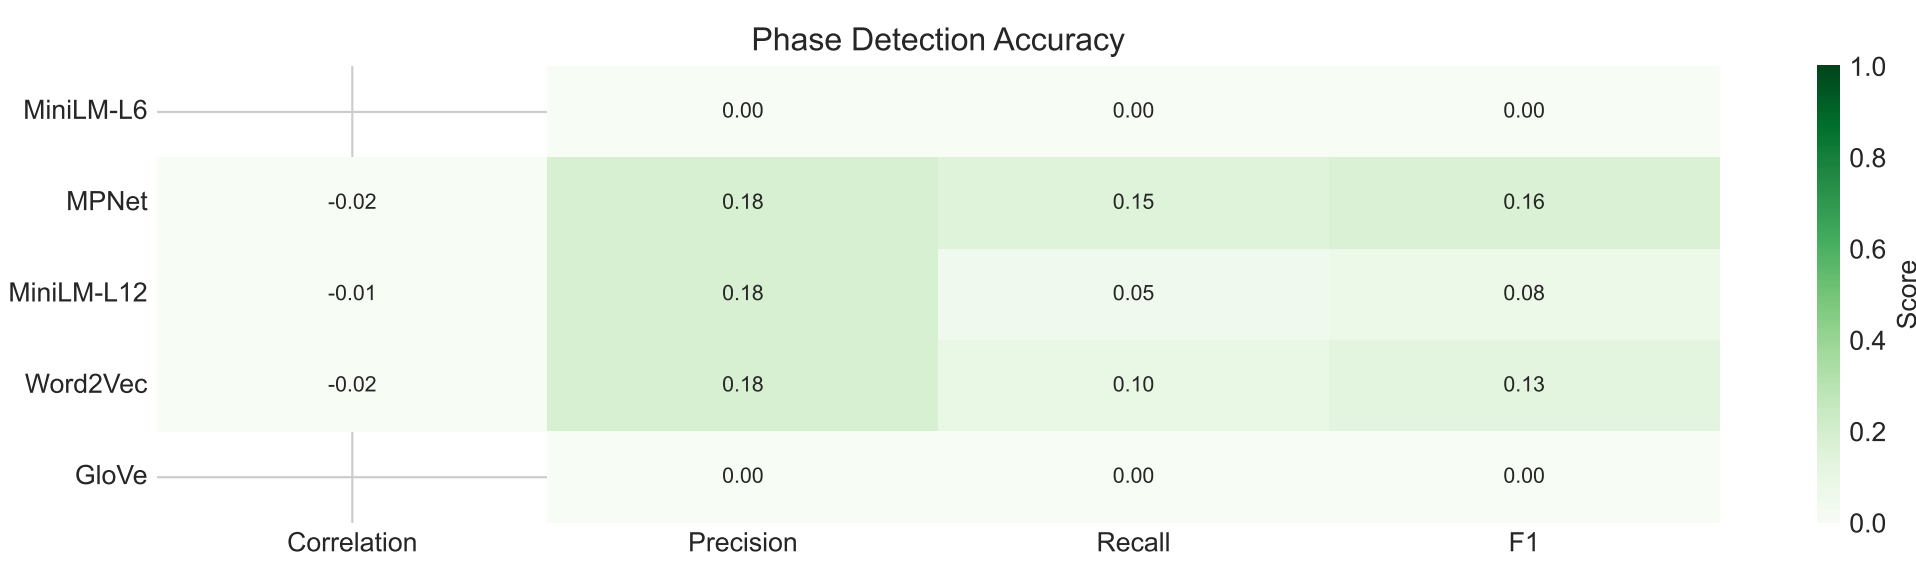 Phase Detection Accuracy
MiniLM-L6 0.00 0.00 0.00
MPNet -0.02 0.18 0.15 0.16
MiniLM-L12 -0.01 0.18 0.05 0.08
Word2Vec -0.02 0.18 0.10 0.13
GloVe 0.00 0.00 0.00
Correlation Precision Recall F1
1.0
0.8
0.6
0.4
0.2
0.0
Score